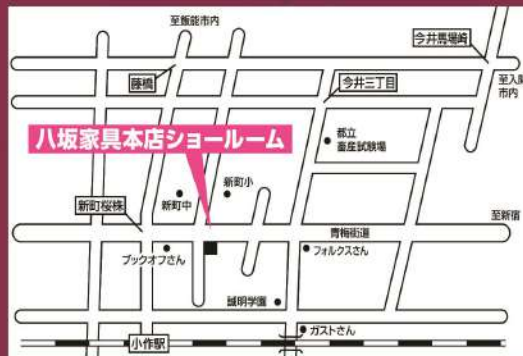 至飯能市内
今井馬場崎
藤橋
今井三丁目
至入間
市内
八坂家具本店ショールーム
都立
畜産試験場
新町桜株
新町中
新町小
青梅街道
至新宿
ブックオフさん
フォルクスさん
誠明学園
ガストさん
小作駅